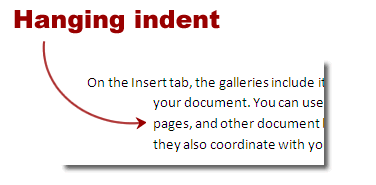 Hanging indent
On the Insert tab, the galleries include
your document. You can use
pages, and other document
they also coordinate with